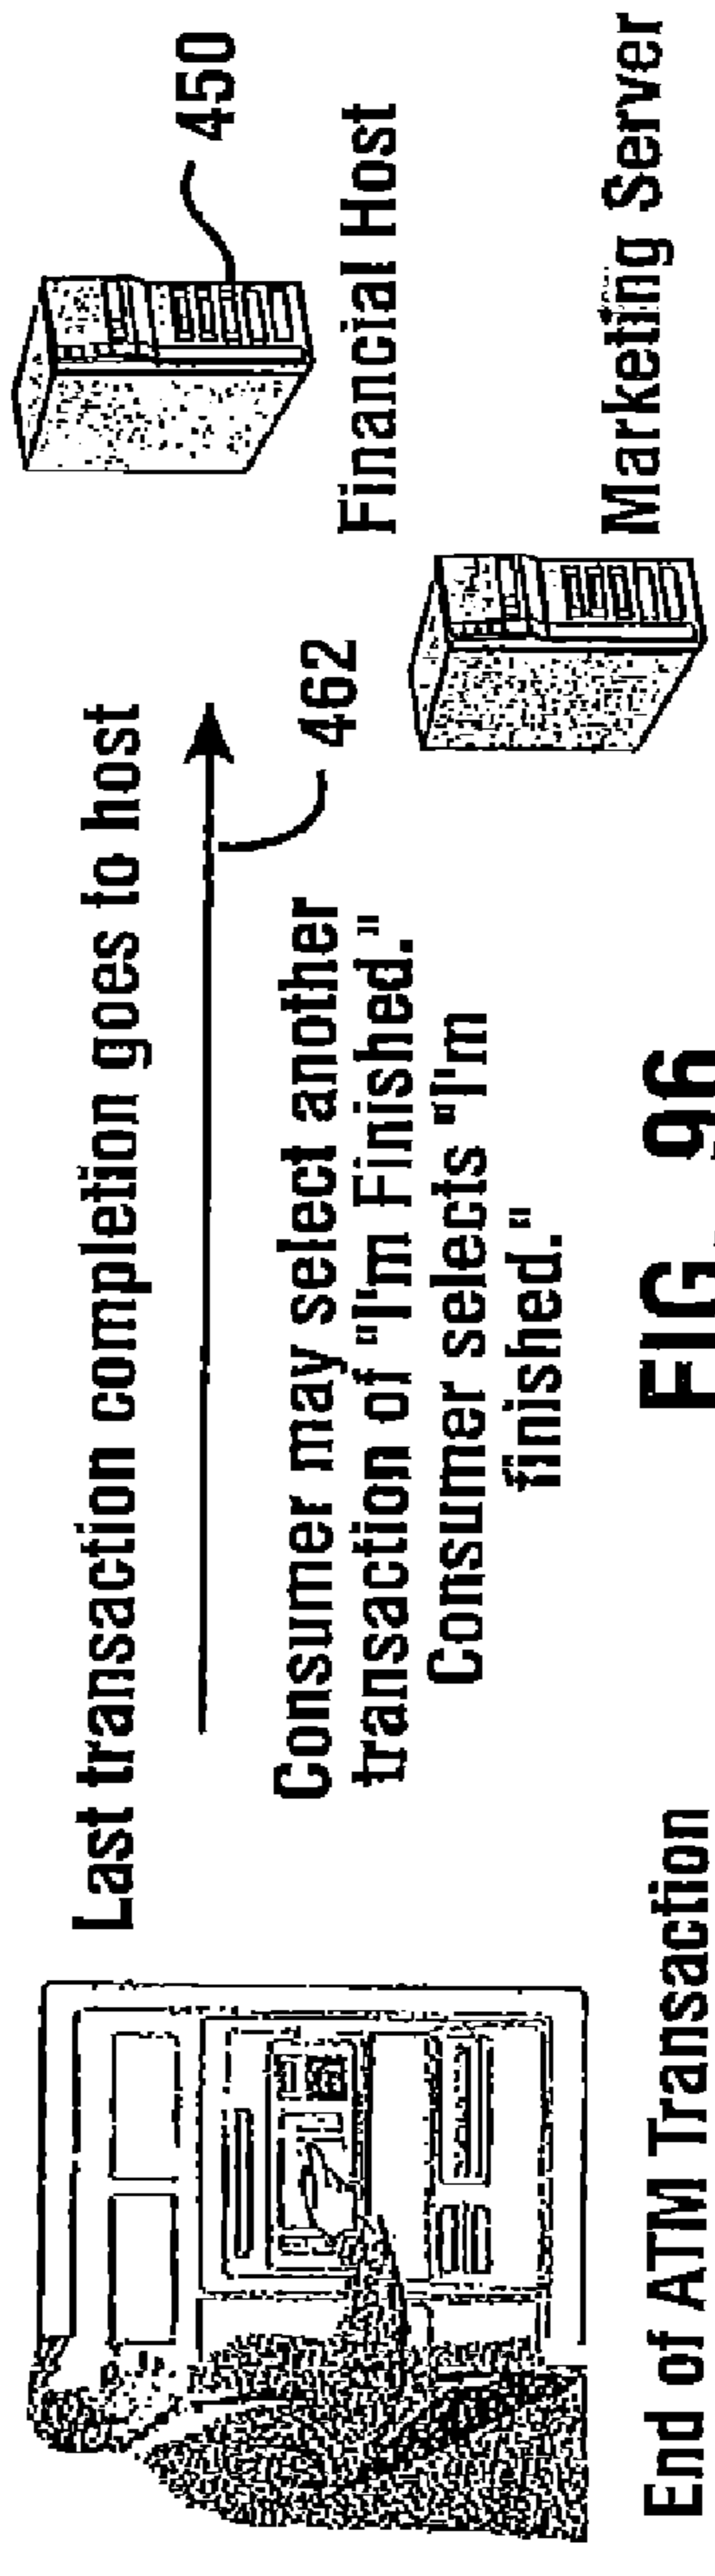 Last transaction completion goes to host
450
462
Financial Host
Consumer may select another
transaction of "I'm Finished."
Consumer selects "I'm
finished."
Marketing Server
End of ATM Transaction
FIG. 96